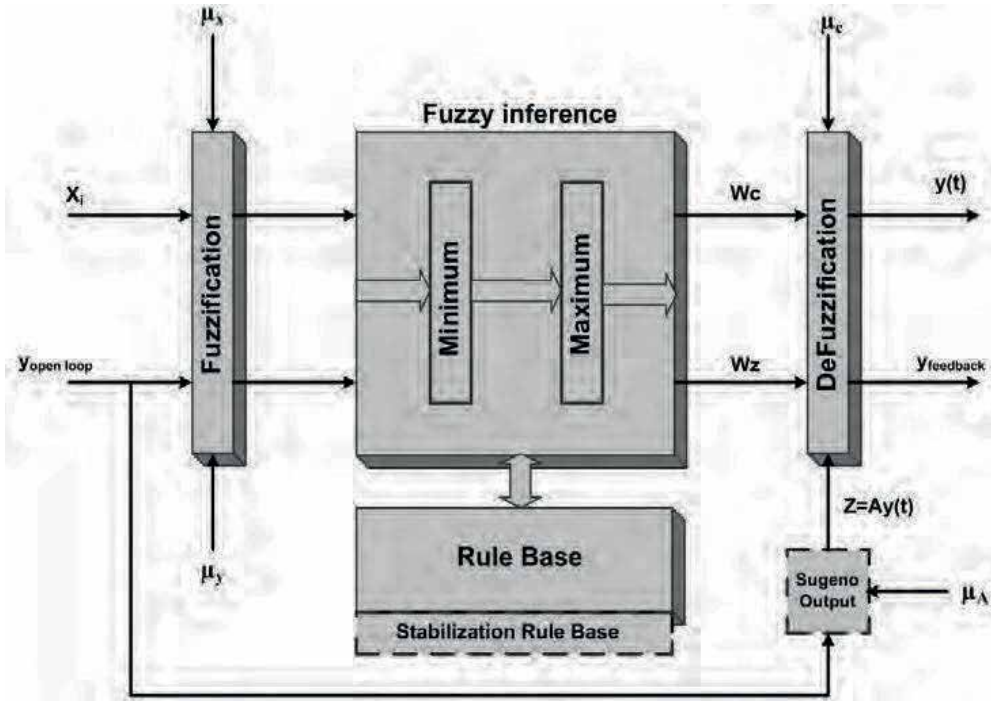 μx
μc
Fuzzy inference
Xi
Fuzzification
Minimum
Maximum
Wc
DeFuzzification
y(t)
yopen loop
Wz
yfeedback
μy
Rule Base
Stabilization Rule Base
Z=Ay(t)
Sugeno
Output
μA